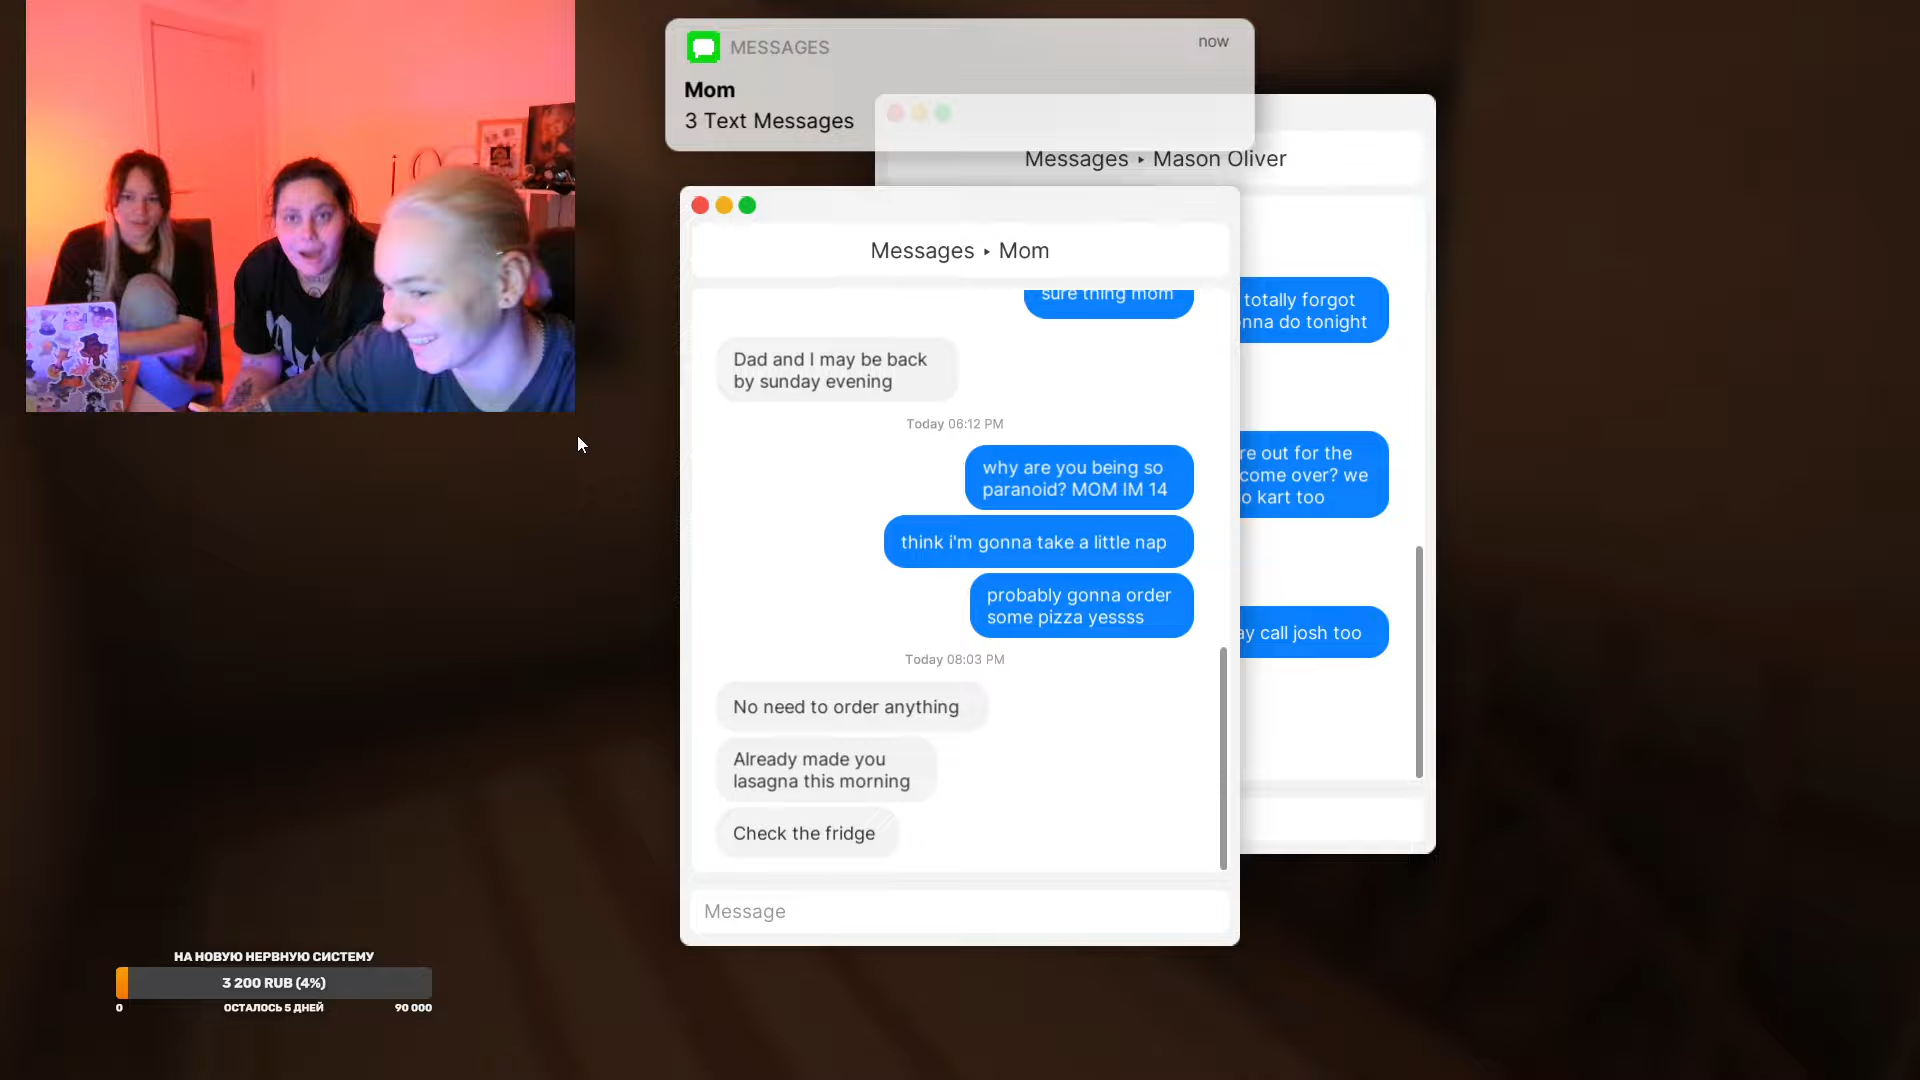 MESSAGES
now
Mom
3 Text Messages
Messages ‣ Mason Oliver
Messages ‣ Mom
sure thing mom
Dad and I may be back
by sunday evening
Today 06:12 PM
why are you being so
paranoid? MOM IM 14
think i'm gonna take a little nap
probably gonna order
some pizza yessss
Today 08:03 PM
No need to order anything
Already made you
lasagna this morning
Check the fridge
Message
totally forgot
do tonight
out for the
come over? we
kart too
call josh too
НА НОВУЮ НЕРВНУЮ СИСТЕМУ
3 200 RUB (4%)
0
ОСТАЛОСЬ 5 ДНЕЙ
90 000